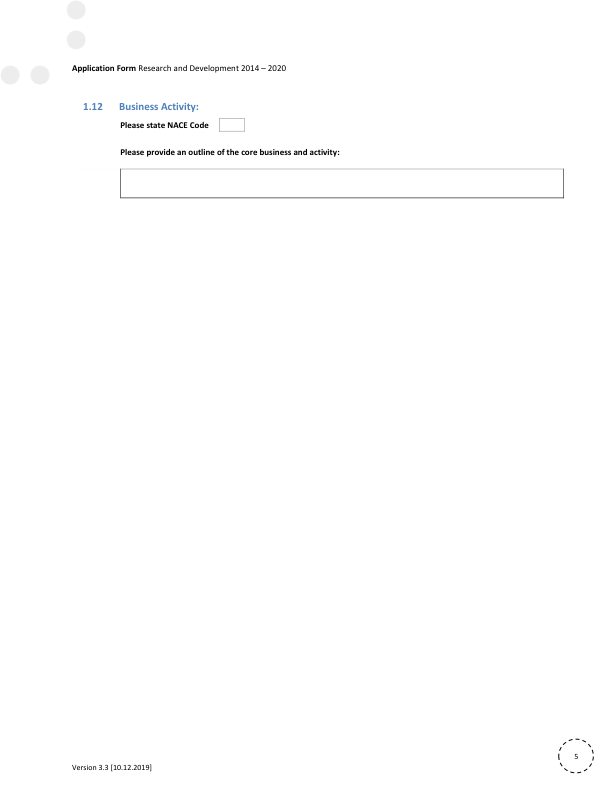 Application Form Research and Development 2014 – 2020
1.12 Business Activity:
Please state NACE Code
Please provide an outline of the core business and activity:
Version 3.3 [10.12.2019]
5